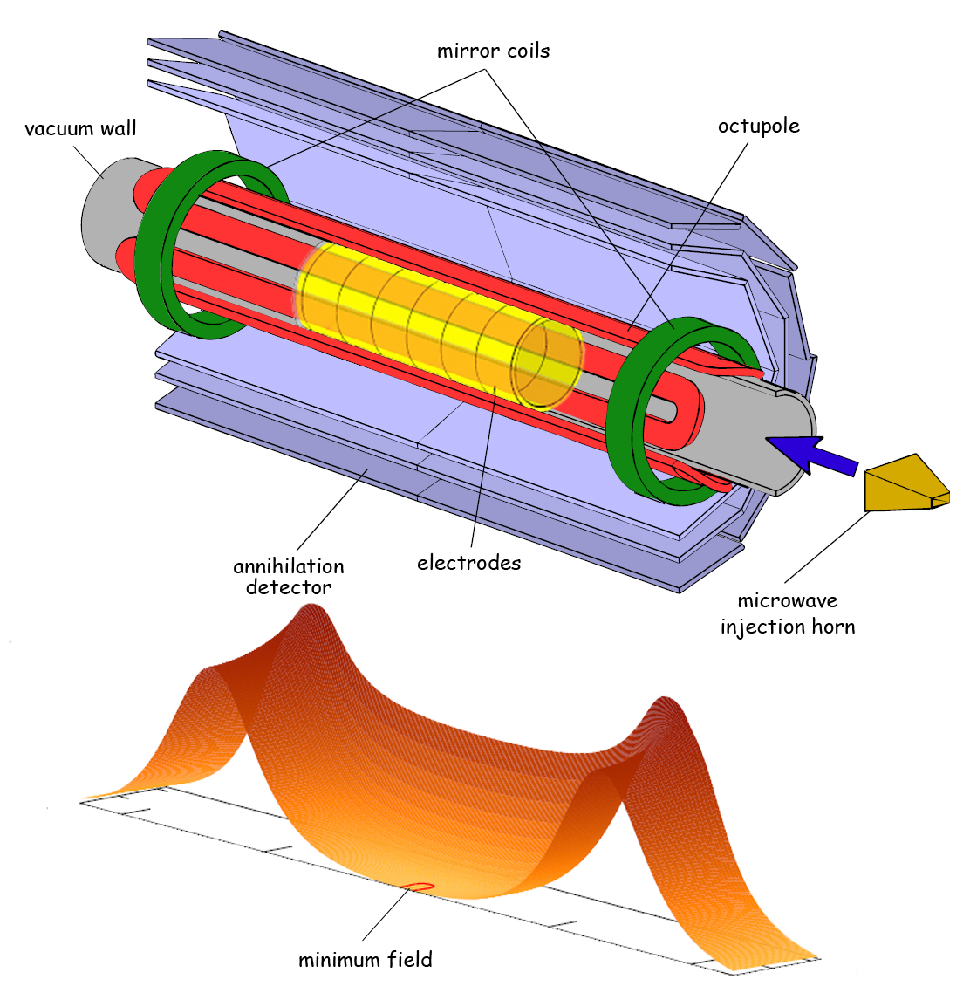 mirror coils
vacuum wall
octupole
annihilation
detector
electrodes
microwave
injection horn
minimum field